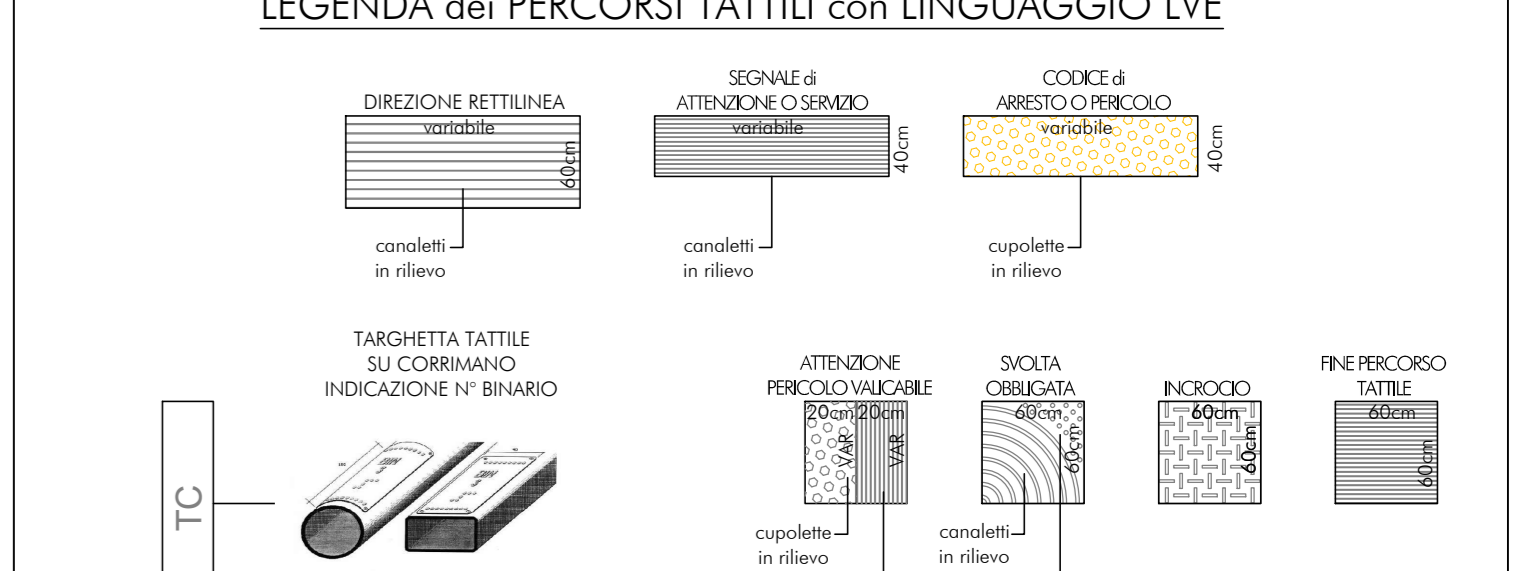 LEGENDA dei PERCORSI TATTILI con LINGUAGGIO LVE
DIREZIONE RETTILINEA
variabile
60cm
canaletti
in rilievo
SEGNALE di
ATTENZIONE O SERVIZIO
variabile
40cm
canaletti
in rilievo
CODICE di
ARRESTO O PERICOLO
variabile
40cm
cupolette
in rilievo
TARGHETTA TATTILE
SU CORRIMANO
INDICAZIONE N° BINARIO
TC
ATTENZIONE
PERICOLO VALICABILE
20cm 20cm
VAR
VAR
cupolette
in rilievo
SVOLTA
OBBLIGATA
60cm
60cm
canaletti
in rilievo
INCROCIO
60cm
60cm
FINE PERCORSO
TATTILE
60cm
60cm